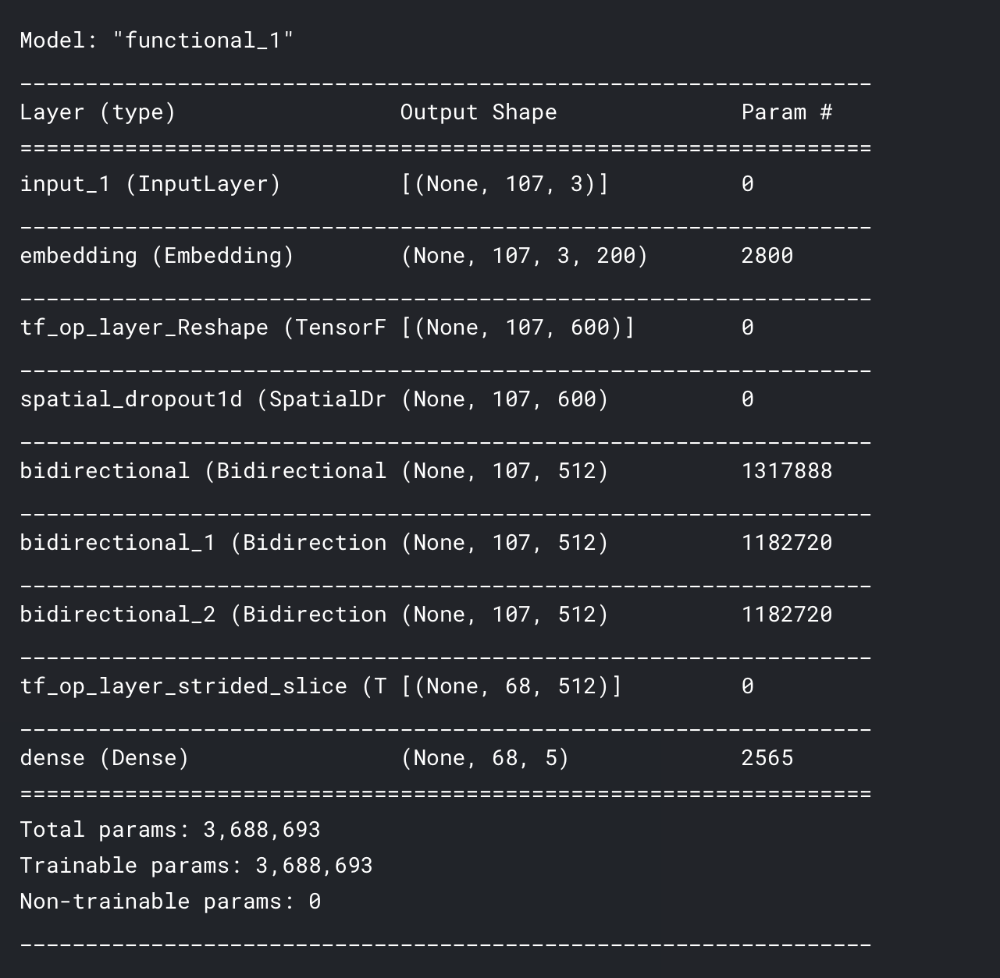 Model: "functional_1"
_________________________________________________________________
Layer (type)                 Output Shape              Param #
=================================================================
input_1 (InputLayer)         [(None, 107, 3)]          0
_________________________________________________________________
embedding (Embedding)        (None, 107, 3, 200)       2800
_________________________________________________________________
tf_op_layer_Reshape (TensorF [(None, 107, 600)]        0
_________________________________________________________________
spatial_dropout1d (SpatialDr (None, 107, 600)          0
_________________________________________________________________
bidirectional (Bidirectional (None, 107, 512)          1317888
_________________________________________________________________
bidirectional_1 (Bidirection (None, 107, 512)          1182720
_________________________________________________________________
bidirectional_2 (Bidirection (None, 107, 512)          1182720
_________________________________________________________________
tf_op_layer_strided_slice (T [(None, 68, 512)]         0
_________________________________________________________________
dense (Dense)                (None, 68, 5)             2565
=================================================================
Total params: 3,688,693
Trainable params: 3,688,693
Non-trainable params: 0
_________________________________________________________________